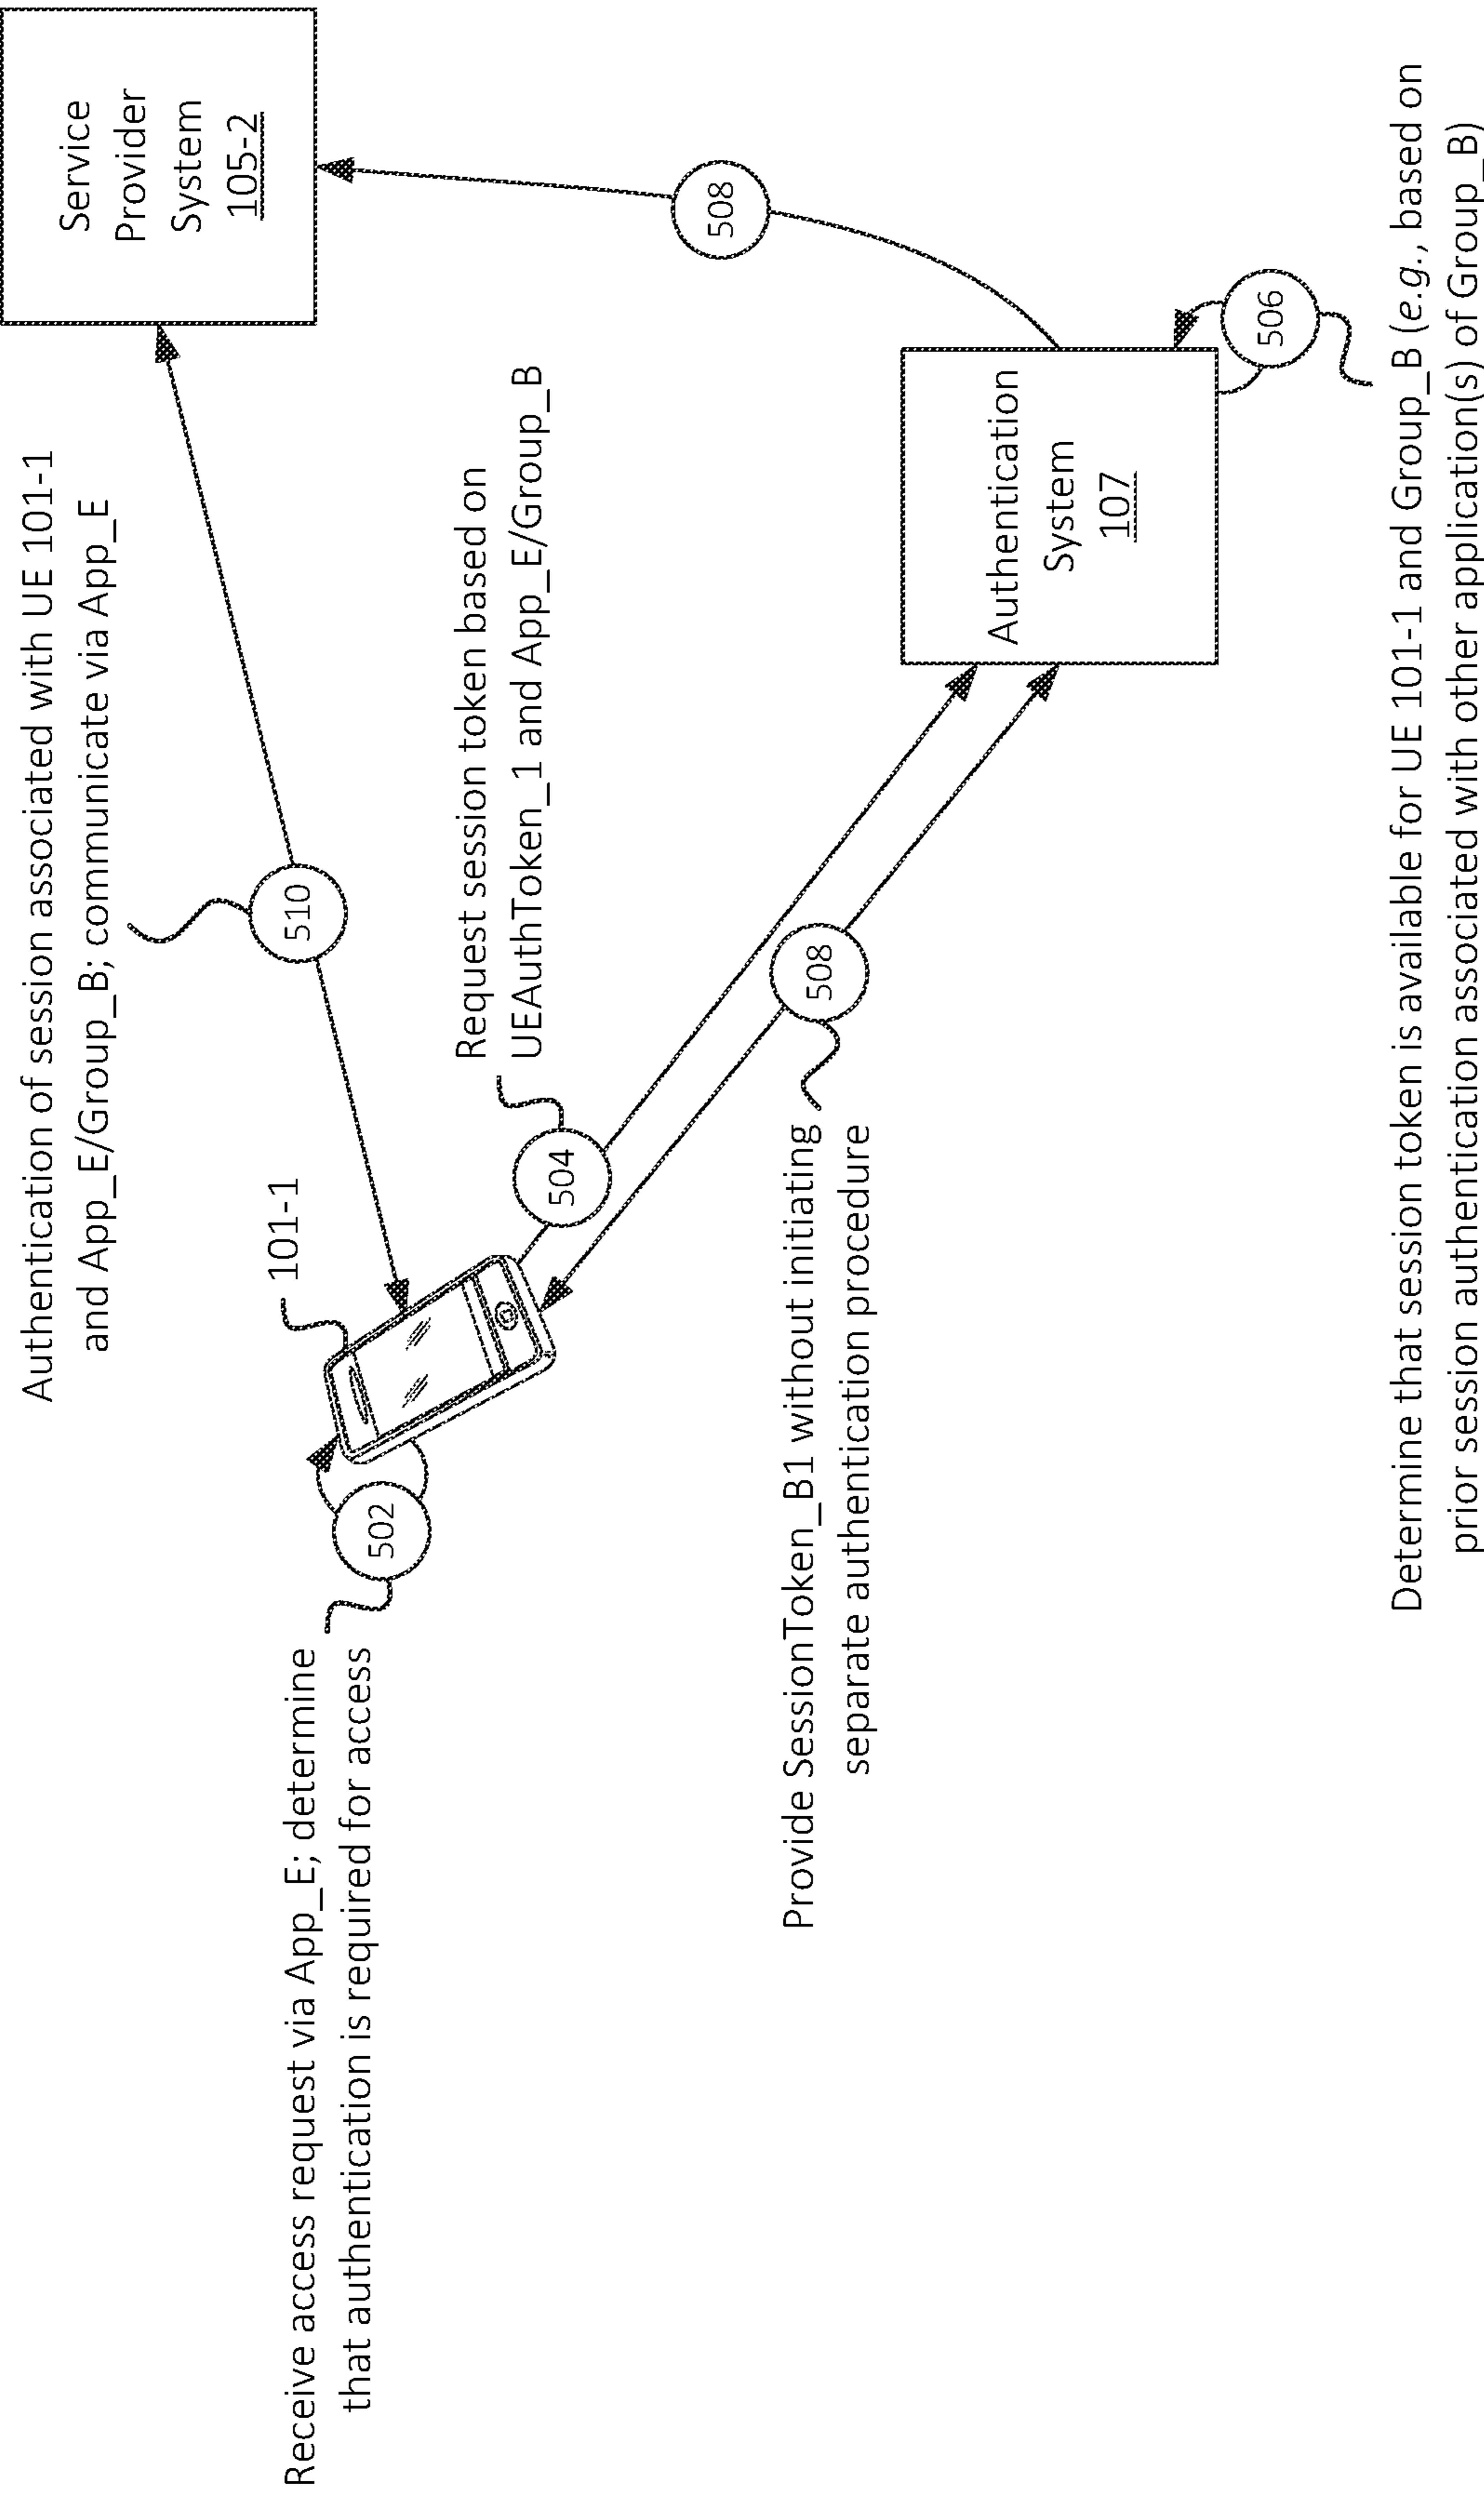 Authentication of session associated with UE 101-1
and App_E/Group_B; communicate via App_E
Service
Provider
System
105-2
510
101-1
Receive access request via App_E; determine
that authentication is required for access
502
Request session token based on
UEAuthToken_1 and App_E/Group_B
504
508
508
Provide SessionToken_B1 without initiating
separate authentication procedure
Authentication
System
107
506
Determine that session token is available for UE 101-1 and Group_B (e.g., based on
prior session authentication associated with other application(s) of Group_B)